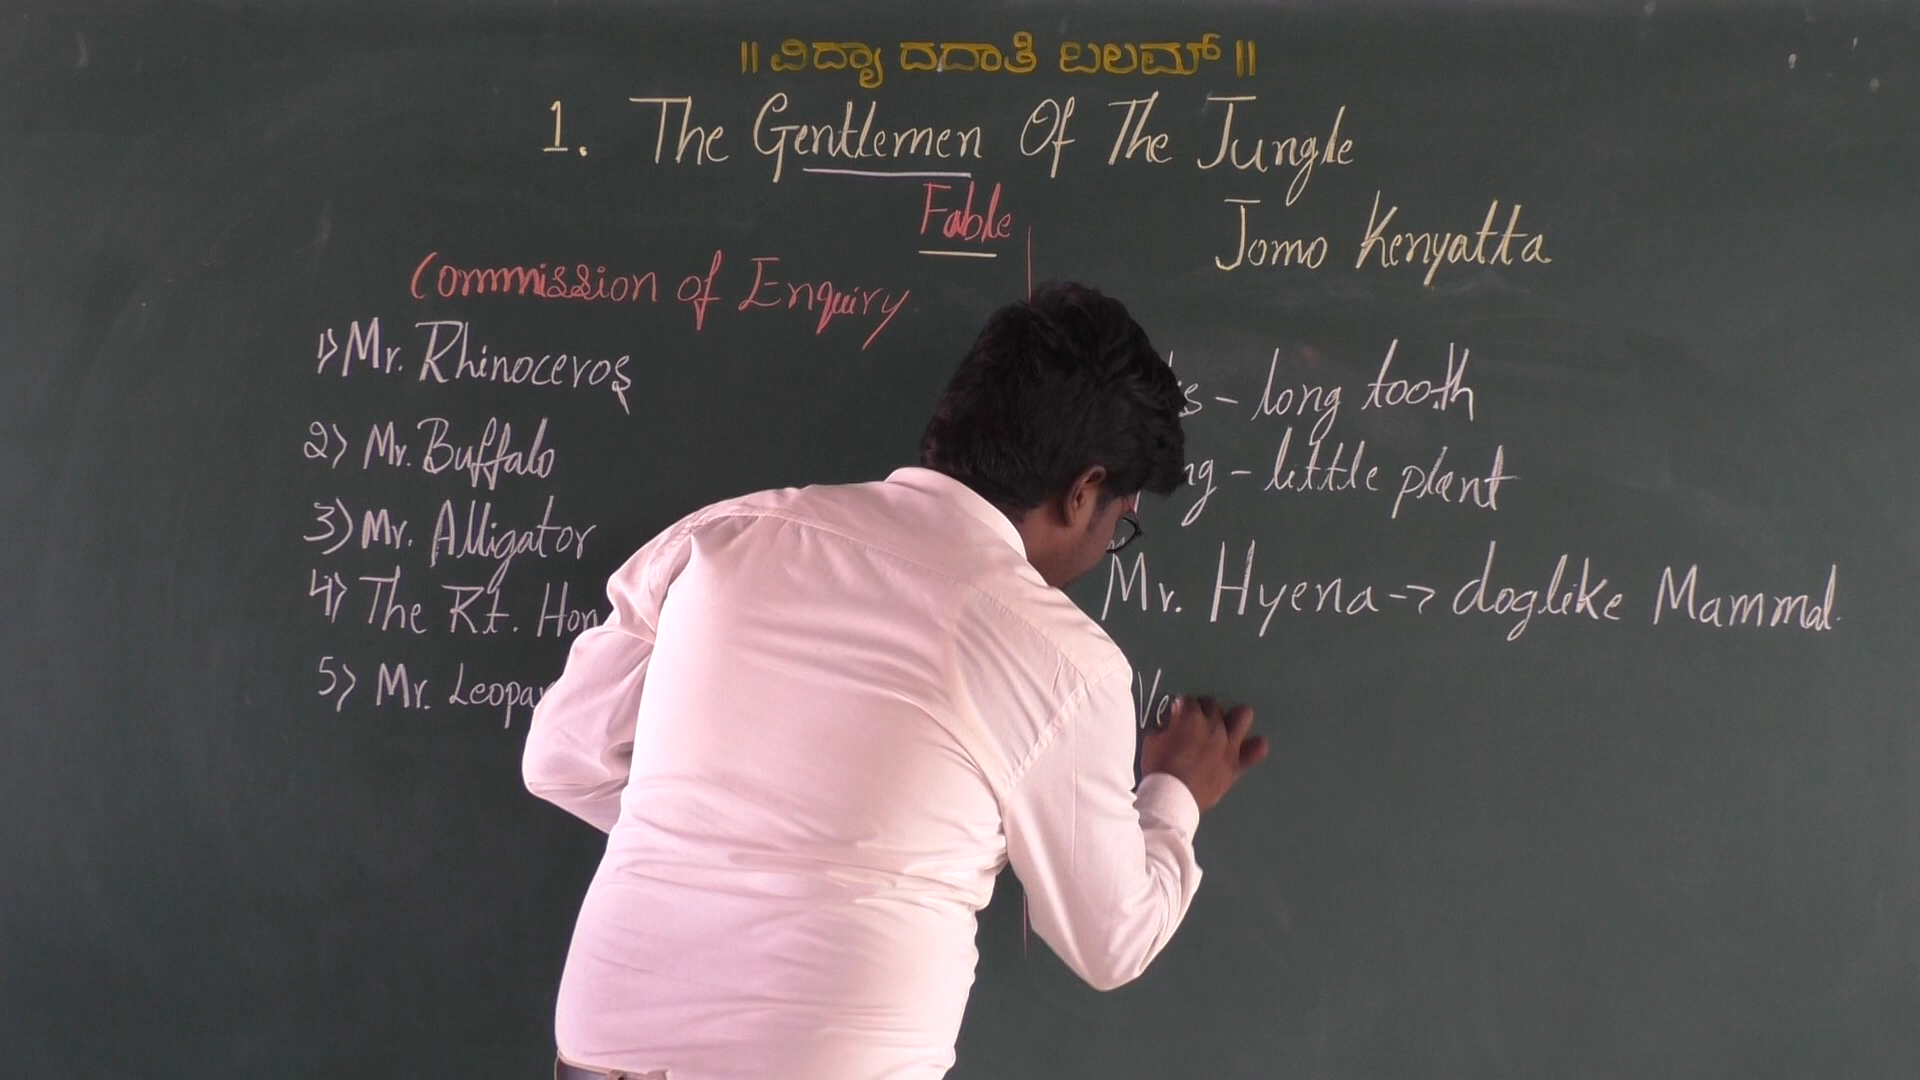 ॥ ವಿದ್ಯಾ ದದಾತಿ ಬಲಮ್ ॥
1. The Gentlemen Of The Jungle
Fable
Jomo Kenyatta
Commission of Enquiry
1) Mr. Rhinoceros
2) Mr. Buffalo
3) Mr. Alligator
4) The Rt. Hon
5) Mr.
– long tooth
– little plant
Mr. Hyena → doglike Mammal.